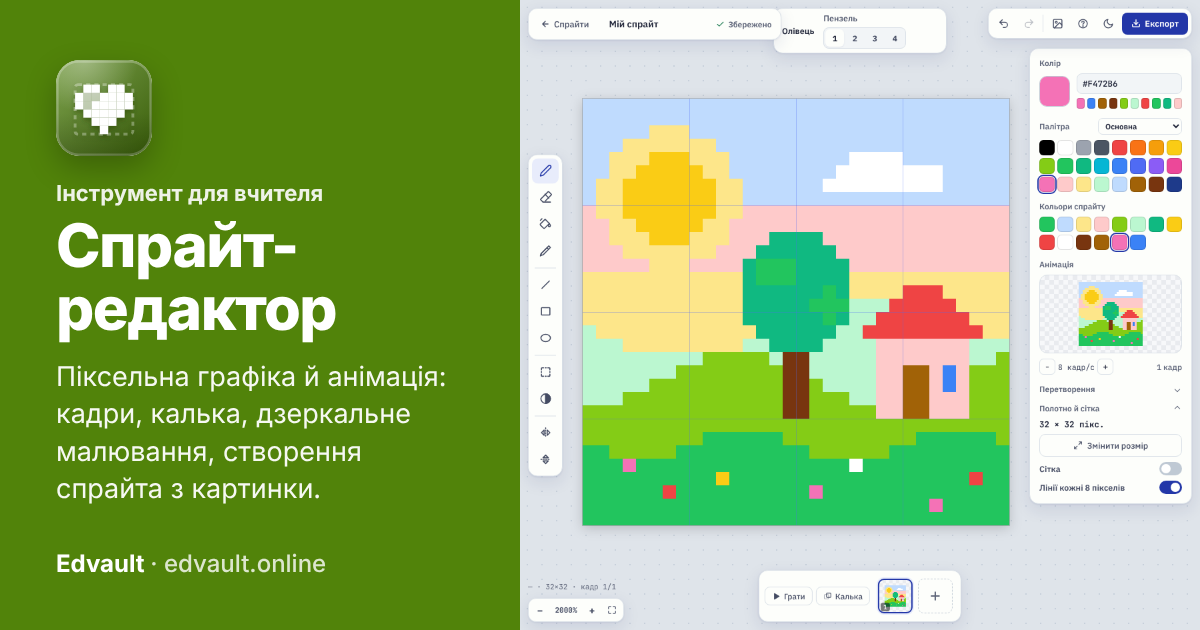 Інструмент для вчителя
Спрайт-
редактор
Піксельна графіка й анімація:
кадри, калька, дзеркальне
малювання, створення
спрайта з картинки.
Edvault · edvault.online
Спрайти
Мій спрайт
Збережено
Олівець
Пензель
1 2 3 4
Експорт
Колір
#F472B6
Палітра
Основна
Кольори спрайту
Анімація
- 8 кадр/с +
1 кадр
Перетворення
Полотно й сітка
32 × 32 пікс.
Змінити розмір
Сітка
Лінії кожні 8 пікселів
— · 32×32 · кадр 1/1
− 2000% +
Грати
Калька
1
+